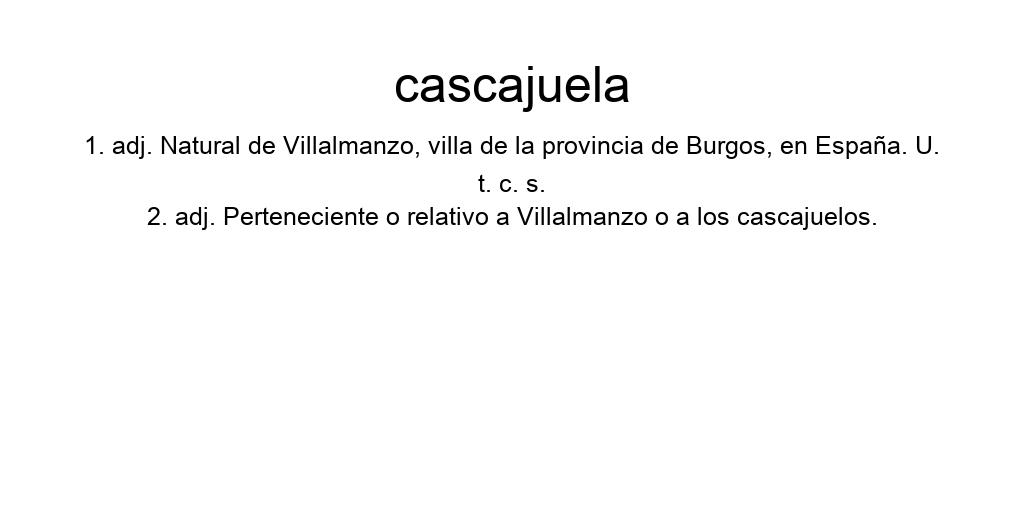 cascajuela
1. adj. Natural de Villalmanzo, villa de la provincia de Burgos, en España. U.
t. c. s.
2. adj. Perteneciente o relativo a Villalmanzo o a los cascajuelos.